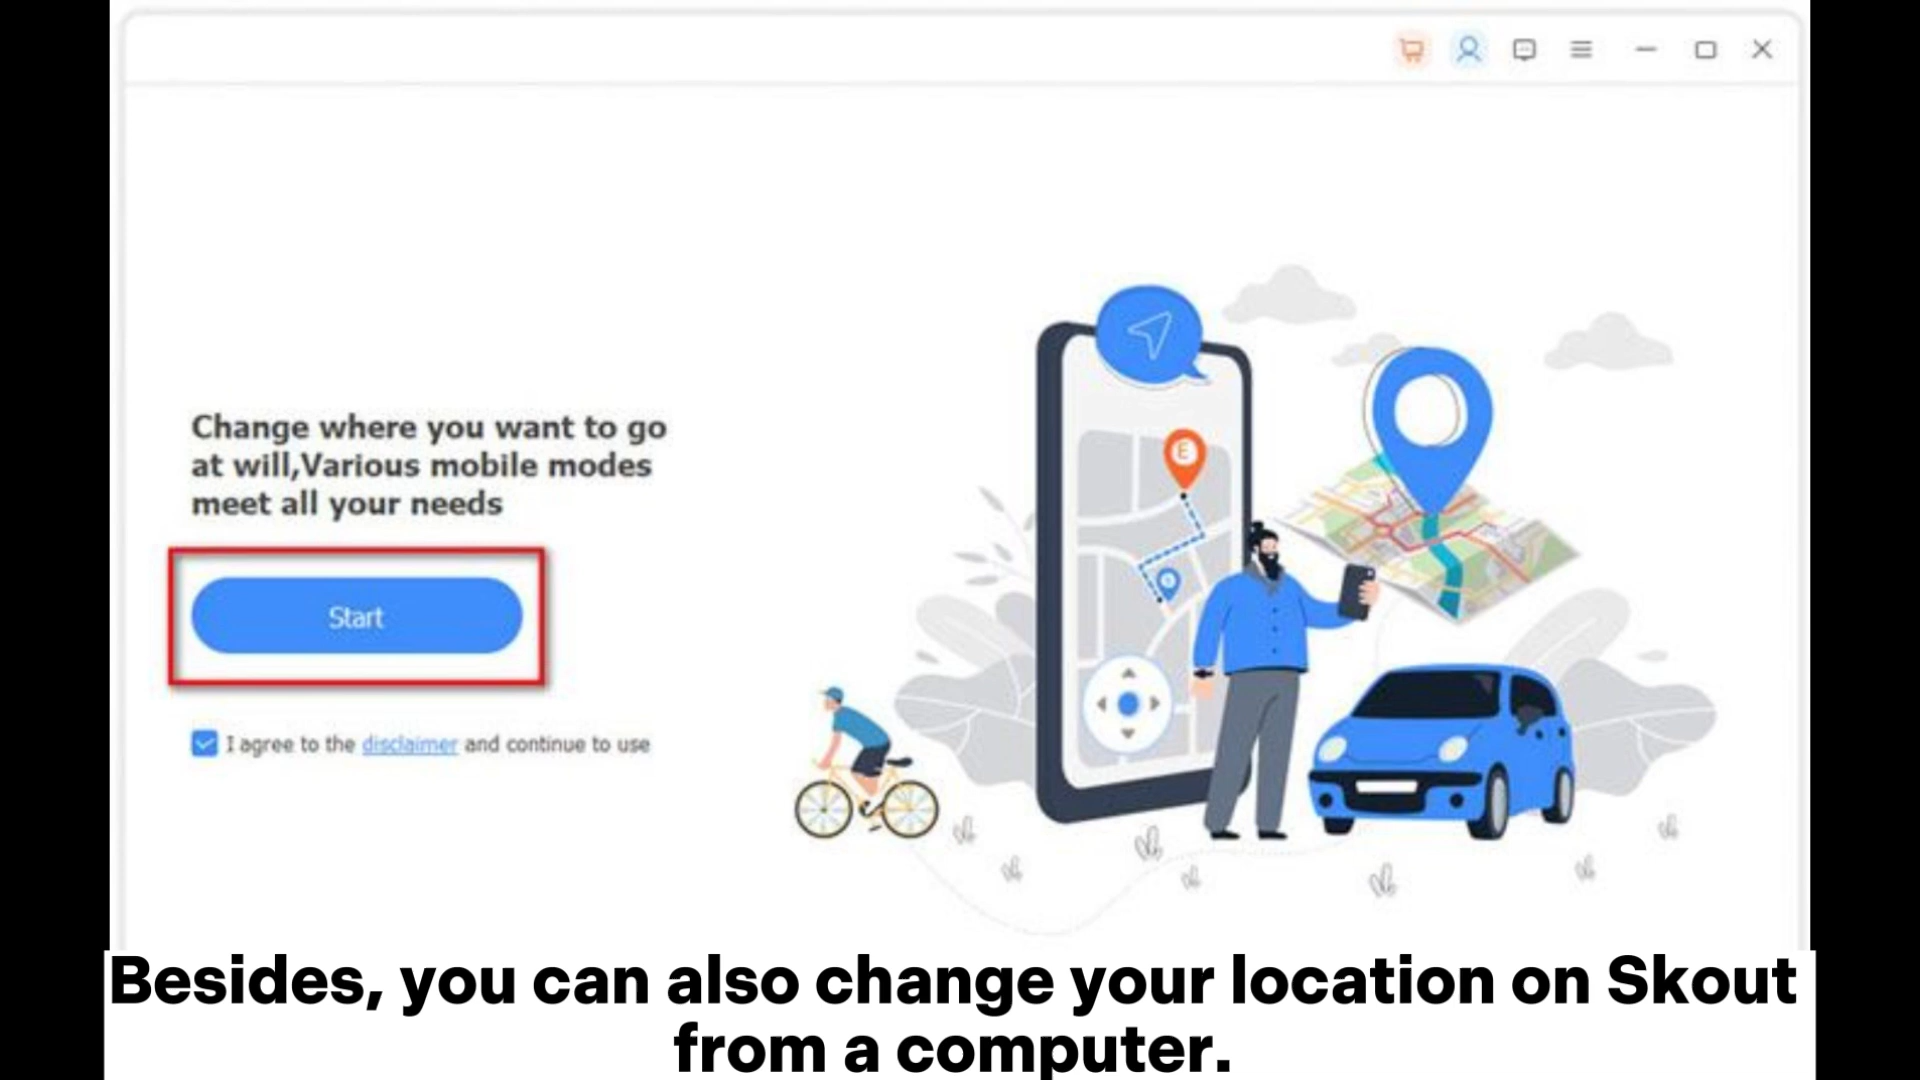 Change where you want to go
at will,Various mobile modes
meet all your needs
E
Start
I agree to the disclaimer and continue to use
Besides, you can also change your location on Skout
from a computer.